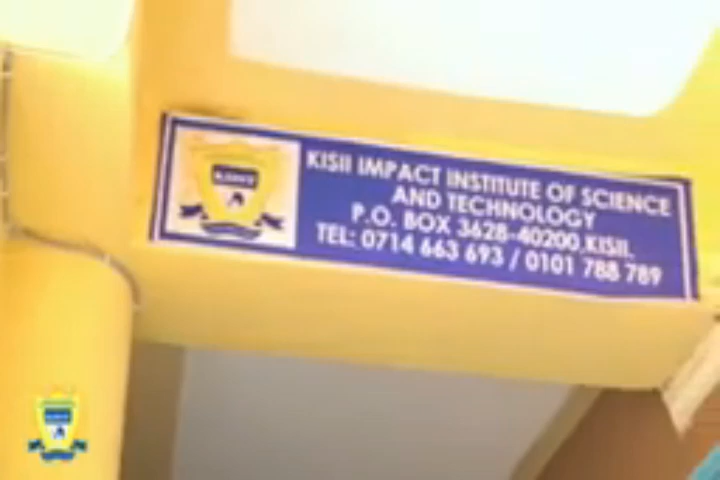 KISII IMPACT INSTITUTE OF SCIENCE
AND TECHNOLOGY
P.O. BOX 3628-40200,KISII.
TEL: 0714 663 693 / 0101 788 789